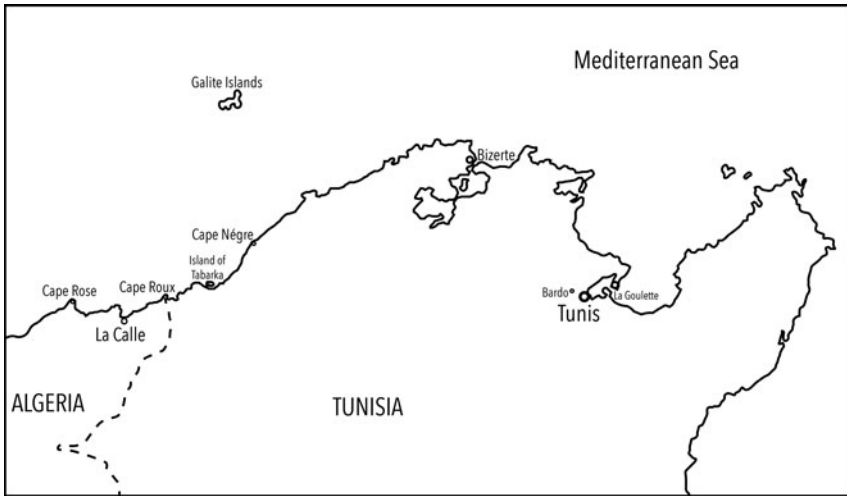 Mediterranean Sea
Galite Islands
Bizerte
Cape Négre
Island of
Tabarka
Cape Rose
Cape Roux
La Calle
Bardo
La Goulette
Tunis
ALGERIA
TUNISIA